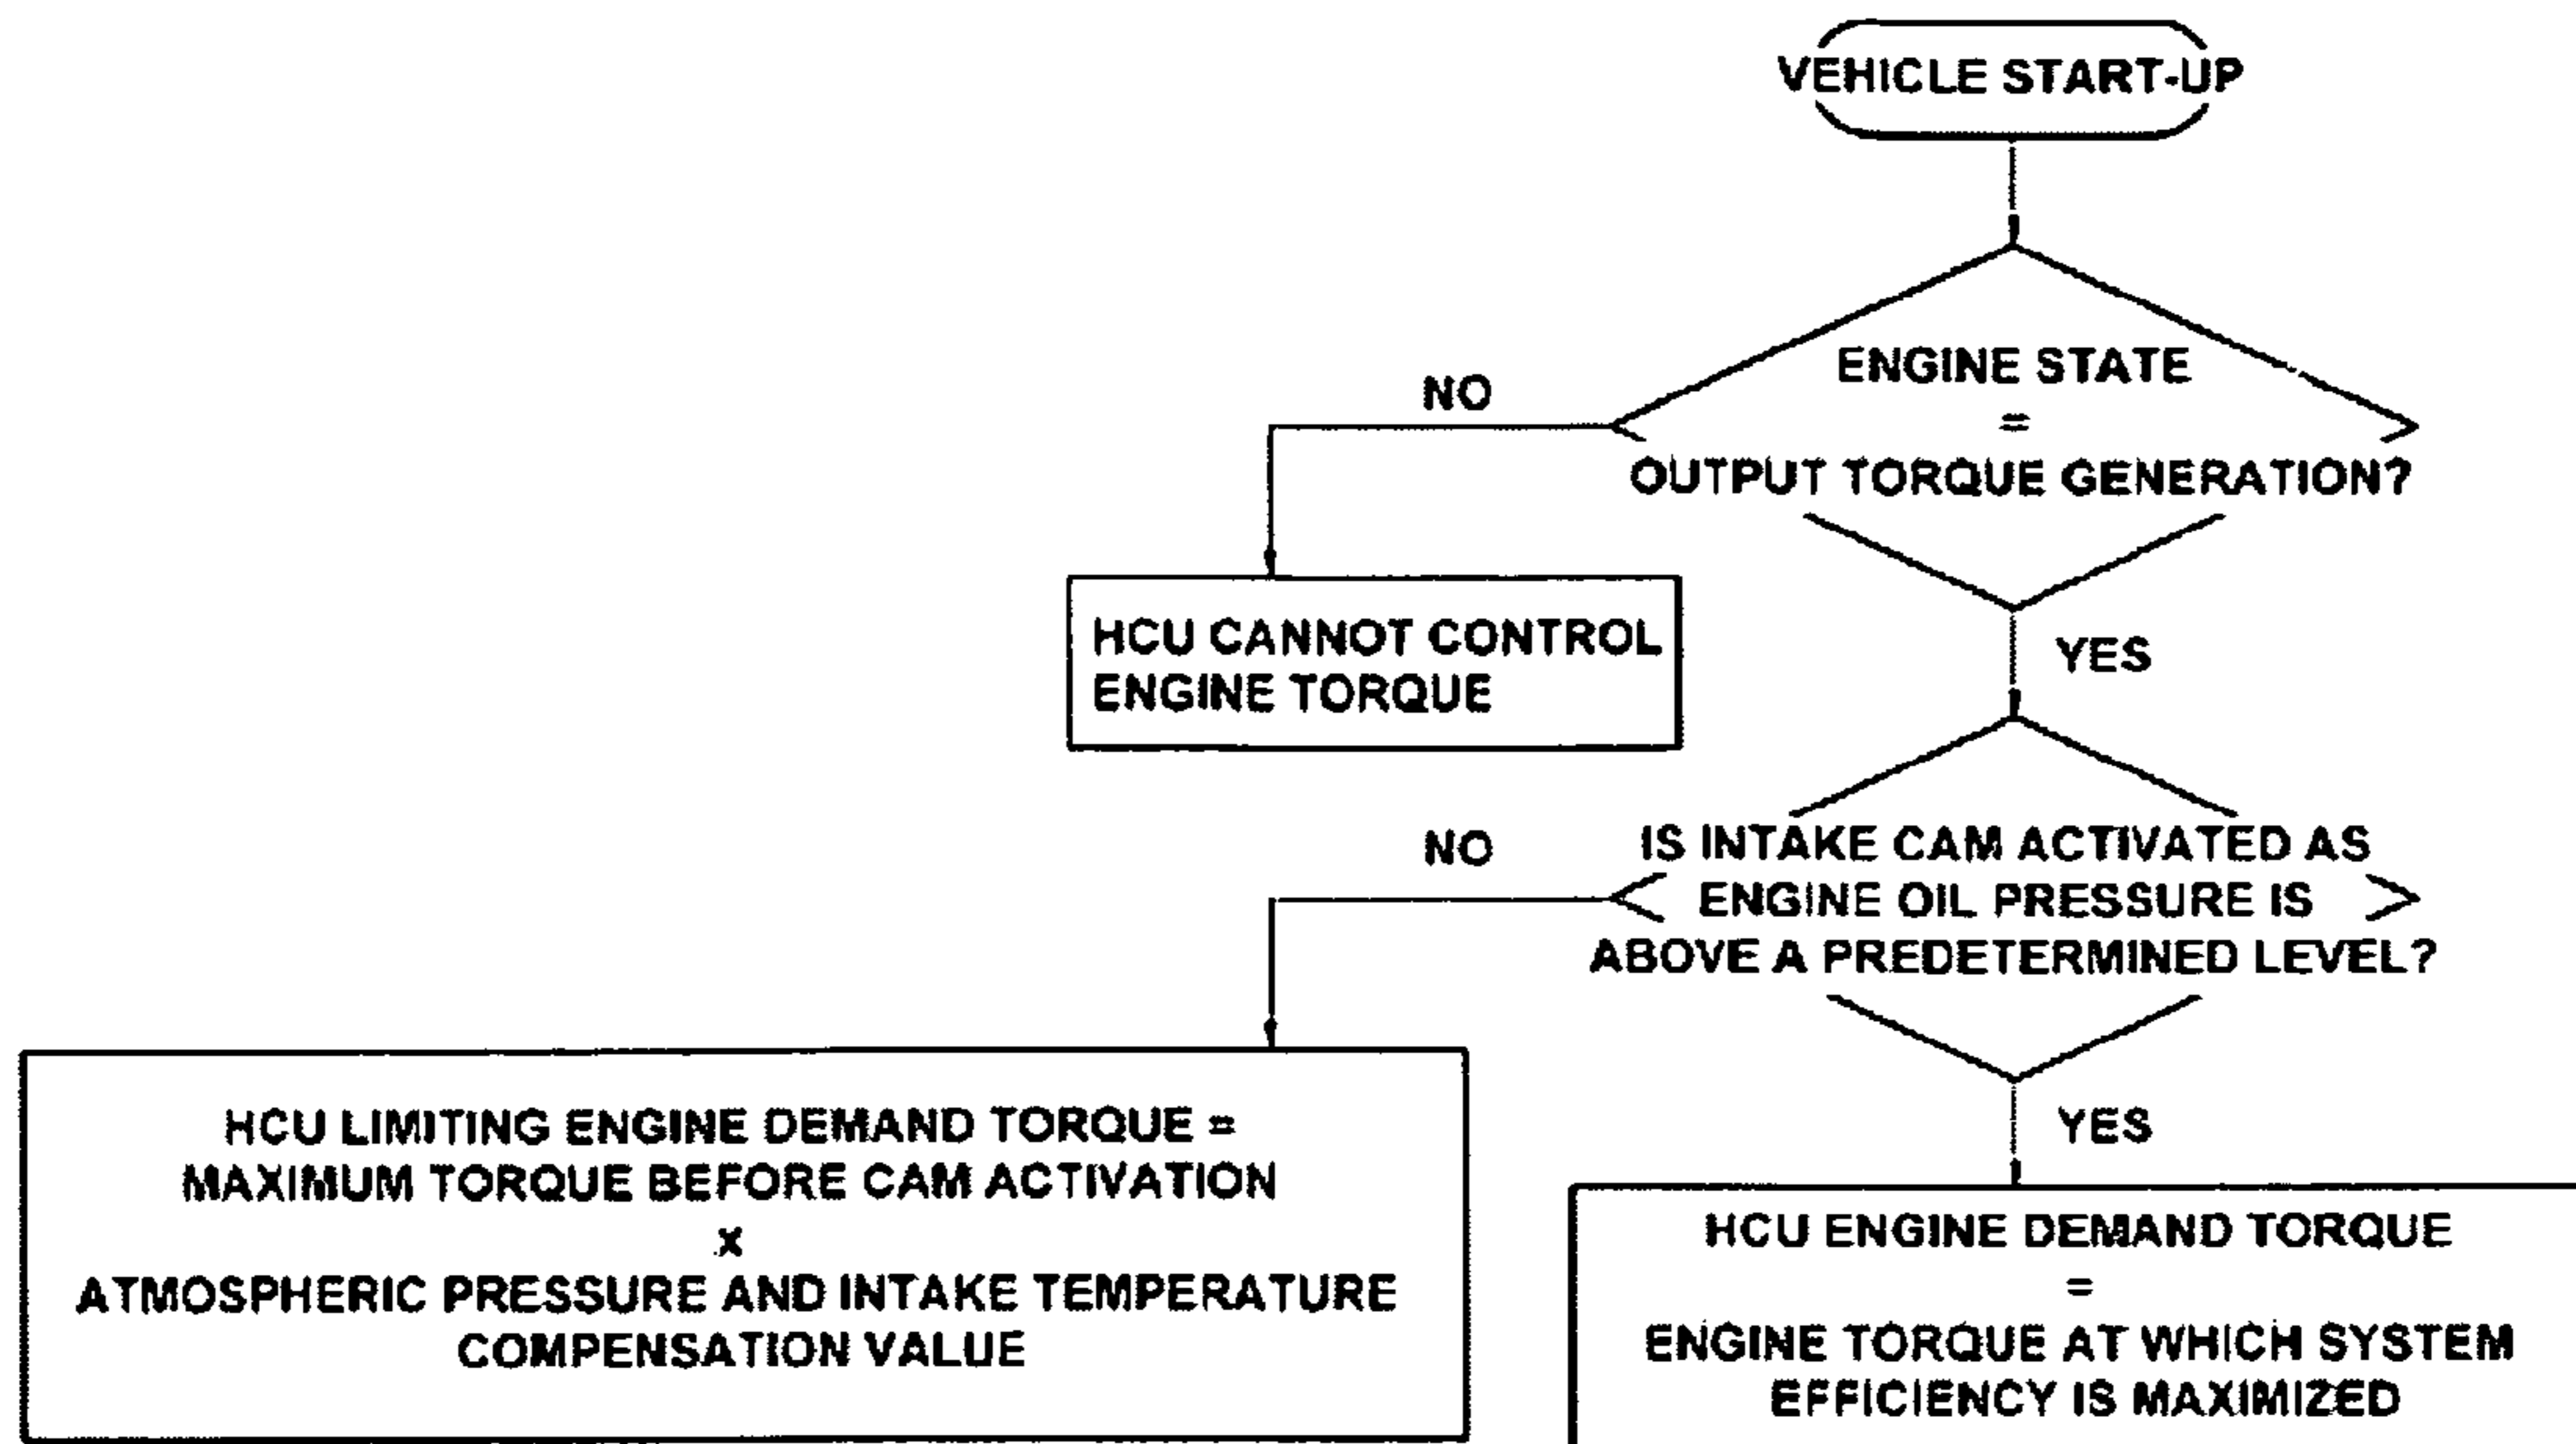 VEHICLE START-UP
ENGINE STATE
=
OUTPUT TORQUE GENERATION?
NO
HCU CANNOT CONTROL
ENGINE TORQUE
YES
IS INTAKE CAM ACTIVATED AS
ENGINE OIL PRESSURE IS
ABOVE A PREDETERMINED LEVEL?
NO
HCU LIMITING ENGINE DEMAND TORQUE =
MAXIMUM TORQUE BEFORE CAM ACTIVATION
x
ATMOSPHERIC PRESSURE AND INTAKE TEMPERATURE
COMPENSATION VALUE
YES
HCU ENGINE DEMAND TORQUE
=
ENGINE TORQUE AT WHICH SYSTEM
EFFICIENCY IS MAXIMIZED